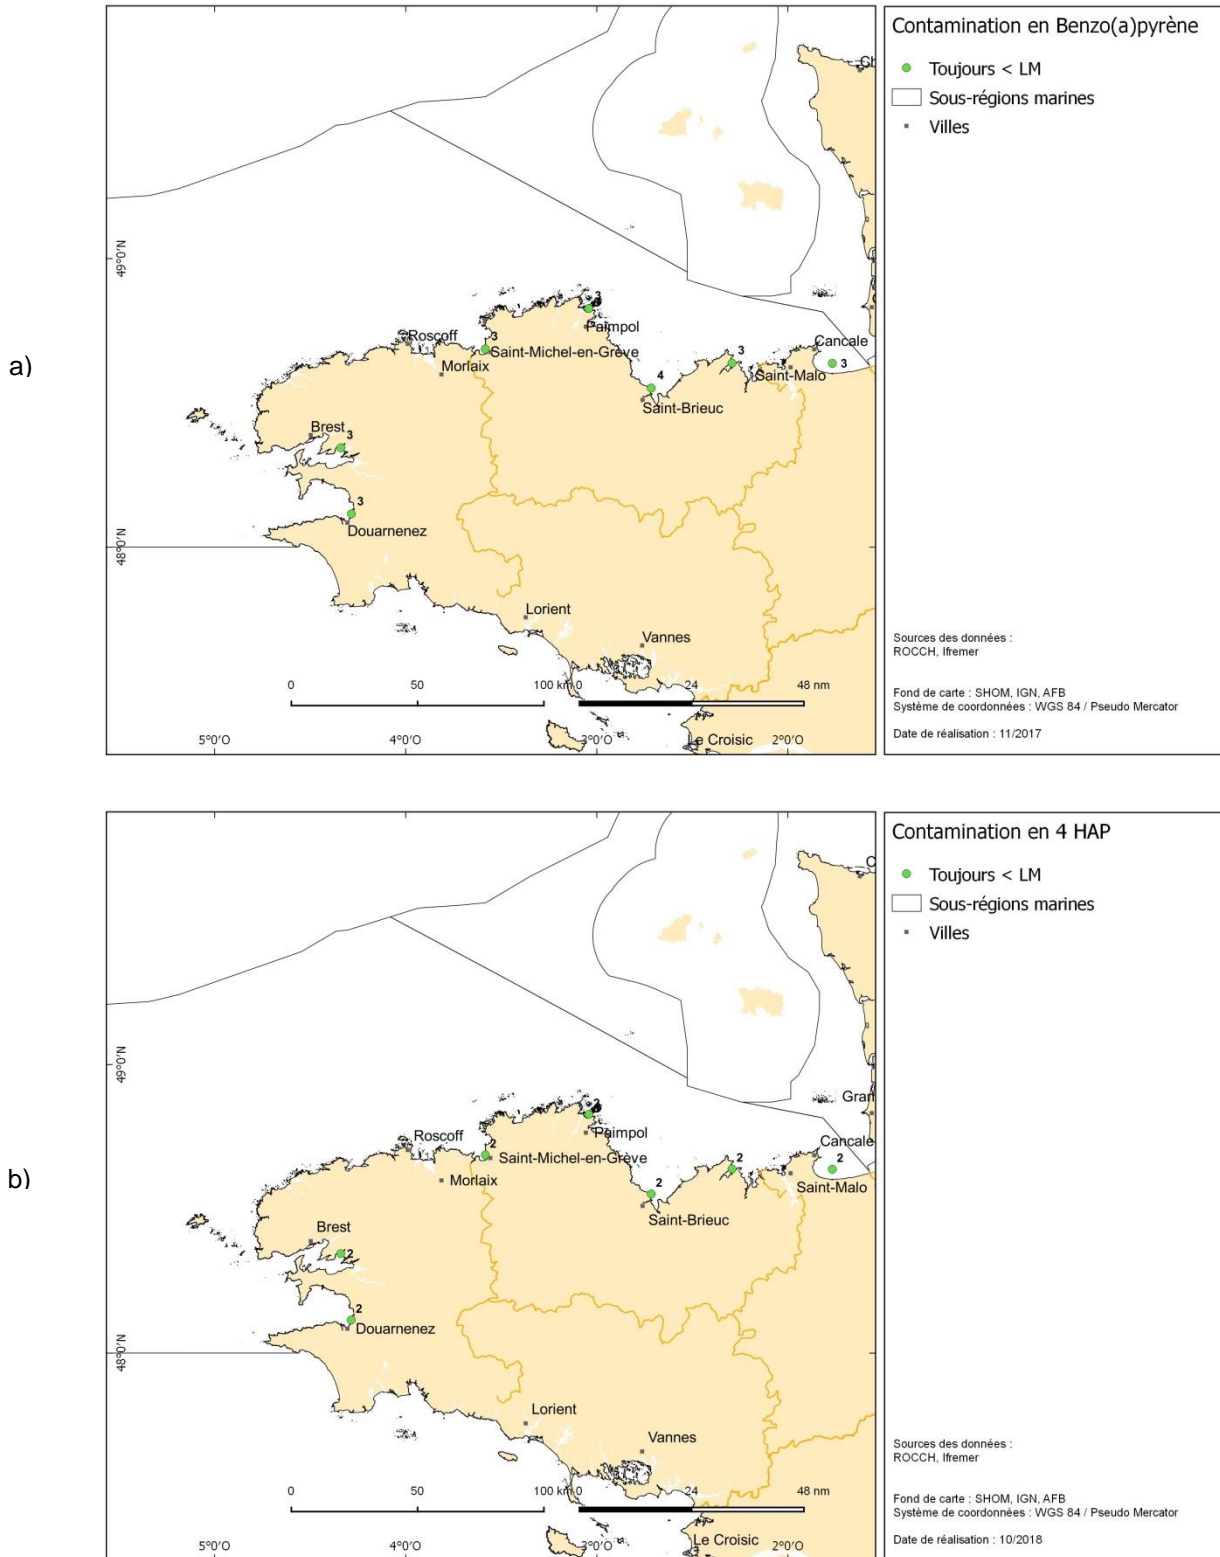 a)
Contamination en Benzo(a)pyrène
Toujours < LM
Sous-régions marines
Villes
Ch
49°0'N
3
Paimpol
Roscoff
3
Saint-Michel-en-Grève
Morlaix
Cancale
3
3
Saint-Malo
4
Saint-Brieuc
Brest
3
3
Douarnenez
48°0'N
Lorient
Vannes
0 50 100 km
0 24 48 nm
Le Croisic
5°0'O 4°0'O 3°0'O 2°0'O
Sources des données :
ROCCH, Ifremer
Fond de carte : SHOM, IGN, AFB
Système de coordonnées : WGS 84 / Pseudo Mercator
Date de réalisation : 11/2017
b)
Contamination en 4 HAP
Toujours < LM
Sous-régions marines
Villes
49°0'N
Gran
2
Paimpol
Roscoff
2
Saint-Michel-en-Grève
Morlaix
Cancale
2
2
Saint-Malo
2
Saint-Brieuc
Brest
2
2
Douarnenez
48°0'N
Lorient
Vannes
0 50 100 km
0 24 48 nm
Le Croisic
5°0'O 4°0'O 3°0'O 2°0'O
Sources des données :
ROCCH, Ifremer
Fond de carte : SHOM, IGN, AFB
Système de coordonnées : WGS 84 / Pseudo Mercator
Date de réalisation : 10/2018